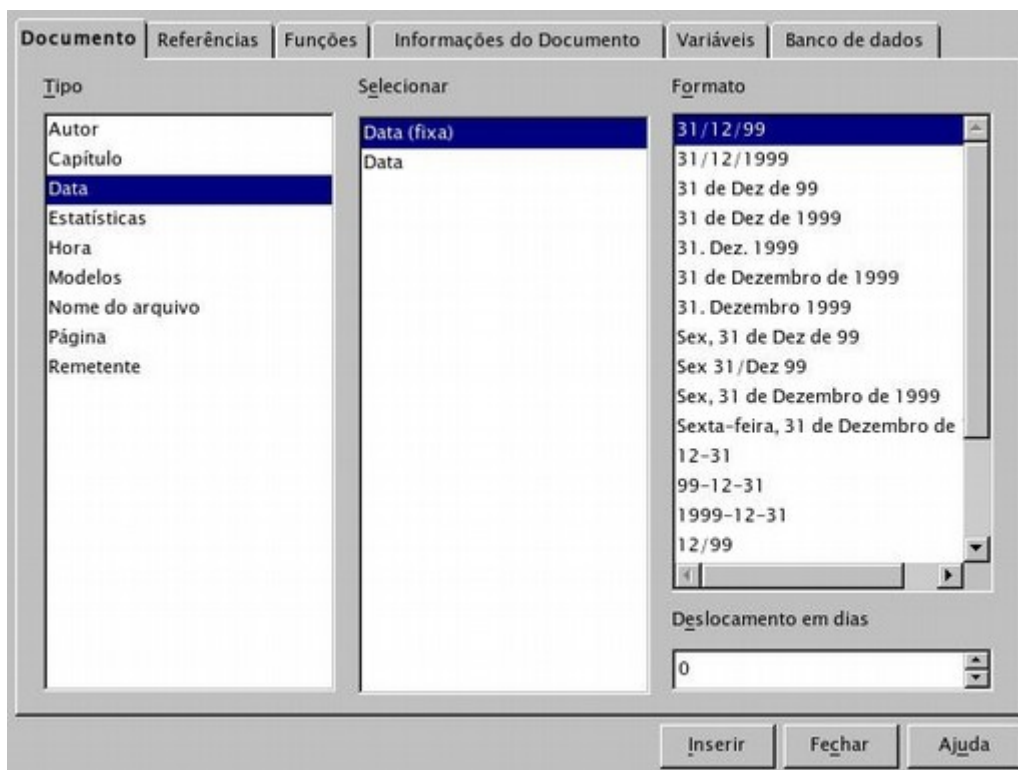 Documento Referências Funções Informações do Documento Variáveis Banco de dados
Tipo
Autor
Capítulo
Data
Estatísticas
Hora
Modelos
Nome do arquivo
Página
Remetente
Selecionar
Data (fixa)
Data
Formato
31/12/99
31/12/1999
31 de Dez de 99
31 de Dez de 1999
31. Dez. 1999
31 de Dezembro de 1999
31. Dezembro 1999
Sex, 31 de Dez de 99
Sex 31/Dez 99
Sex, 31 de Dezembro de 1999
Sexta-feira, 31 de Dezembro de
12-31
99-12-31
1999-12-31
12/99
Deslocamento em dias
0
Inserir Fechar Ajuda